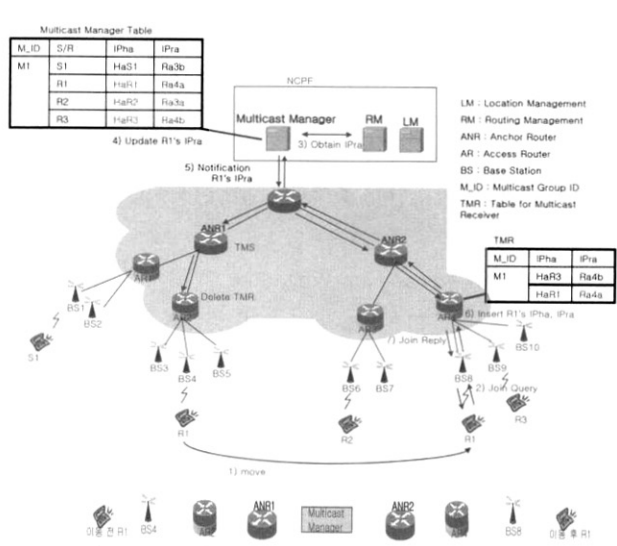 Multicast Manager Table
M_ID S/R IPha IPra
M1 S1 HaS1 Ra3b
R1 HaR1 Ra4a
R2 HaR2 Ra3a
R3 HaR3 Ra4b
NCPF
Multicast Manager RM LM
3) Obtain IPra
4) Update R1's IPra
5) Notification
R1's IPra
LM : Location Management
RM : Routing Management
ANR : Anchor Router
AR : Access Router
BS : Base Station
M_ID : Multicast Group ID
TMR : Table for Multicast
Receiver
ANR1
TMS
ANR2
TMR
M_ID IPha IPra
M1 HaR3 Ra4b
HaR1 Ra4a
Delete TMR
6) Insert R1's IPha, IPra
7) Join Reply
2) Join Query
BS1
BS2
S1
BS3
BS4
BS5
BS6
BS7
BS8
BS9
BS10
R1
R2
R1
R3
1) move
이동 전 R1
BS4
ANR1
Multicast
Manager
ANR2
BS8
이동 후 R1